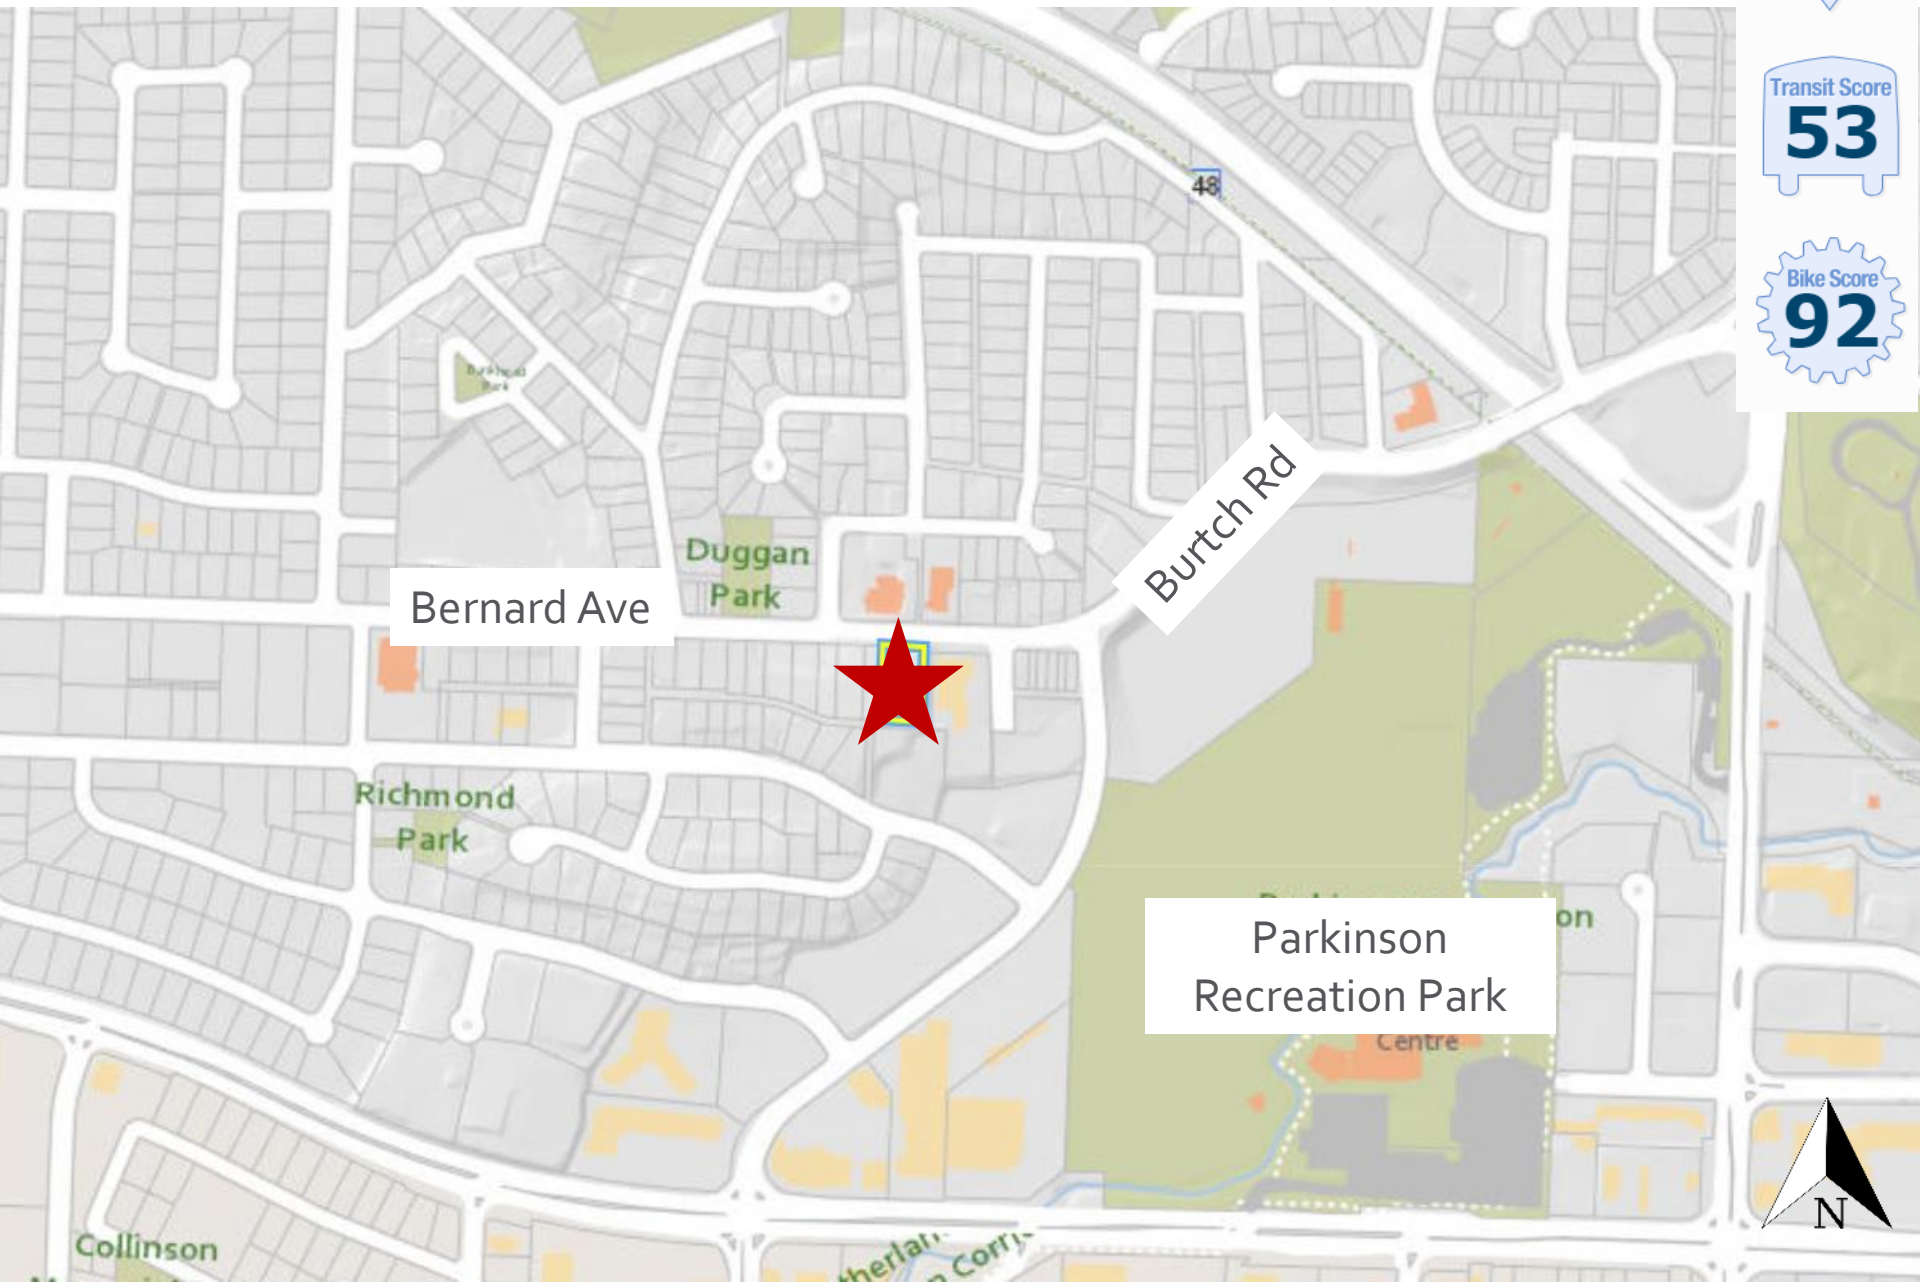 Transit Score
53
48
Bike Score
92
Burtch Rd
Duggan
Park
Bernard Ave
Richmond
Park
on
Parkinson
Recreation Park
Centre
N
Collinson